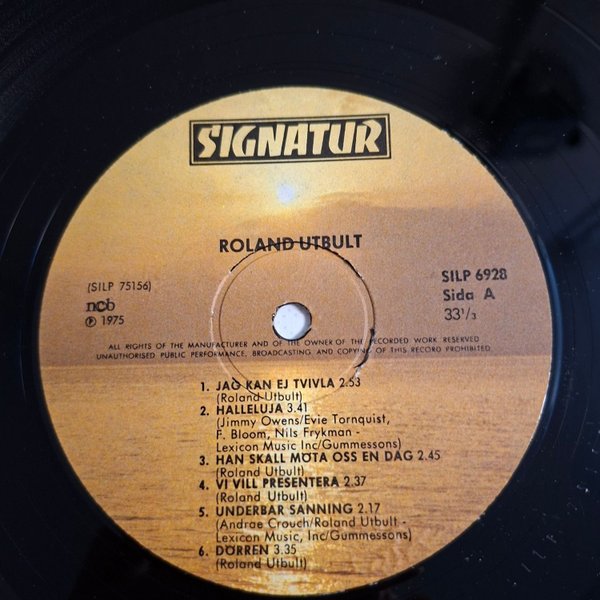 SIGNATUR
ROLAND UTBULT
(SILP 75156)
ncb
℗ 1975
SILP 6928
Sida A
33 1/3
ALL RIGHTS OF THE MANUFACTURER AND OF THE OWNER OF THE RECORDED WORK RESERVED
UNAUTHORISED PUBLIC PERFORMANCE, BROADCASTING AND COPYING OF THIS RECORD PROHIBITED
1. JAG KAN EJ TVIVLA 2.53
(Roland Utbult)
2. HALLELUJA 3.41
(Jimmy Owens/Evie Tornquist,
F. Bloom, Nils Frykman -
Lexicon Music Inc/Gummessons)
3. HAN SKALL MÖTA OSS EN DAG 2.45
(Roland Utbult)
4. VI VILL PRESENTERA 2.37
(Roland Utbult)
5. UNDERBAR SANNING 2.17
(Andrae Crouch/Roland Utbult -
Lexicon Music, Inc/Gummessons)
6. DÖRREN 3.35
(Roland Utbult)